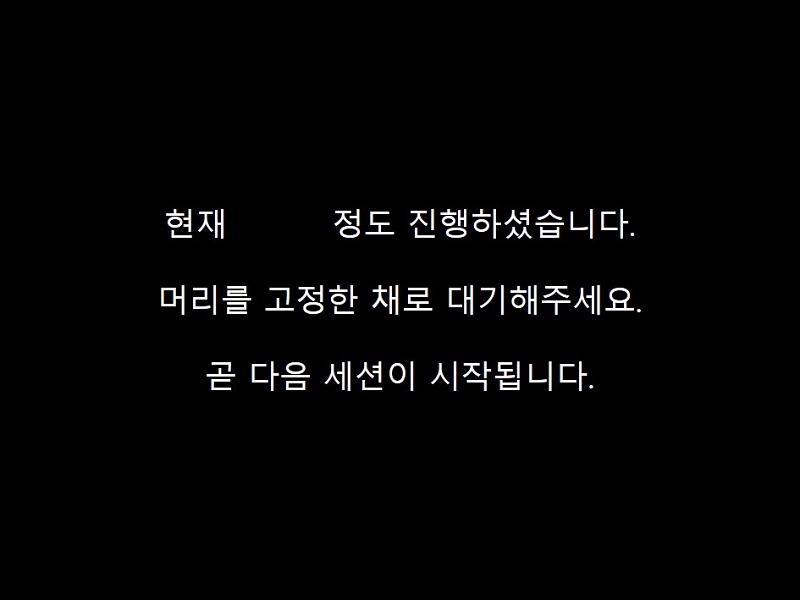 현재 정도 진행하셨습니다.
머리를 고정한 채로 대기해주세요.
곧 다음 세션이 시작됩니다.